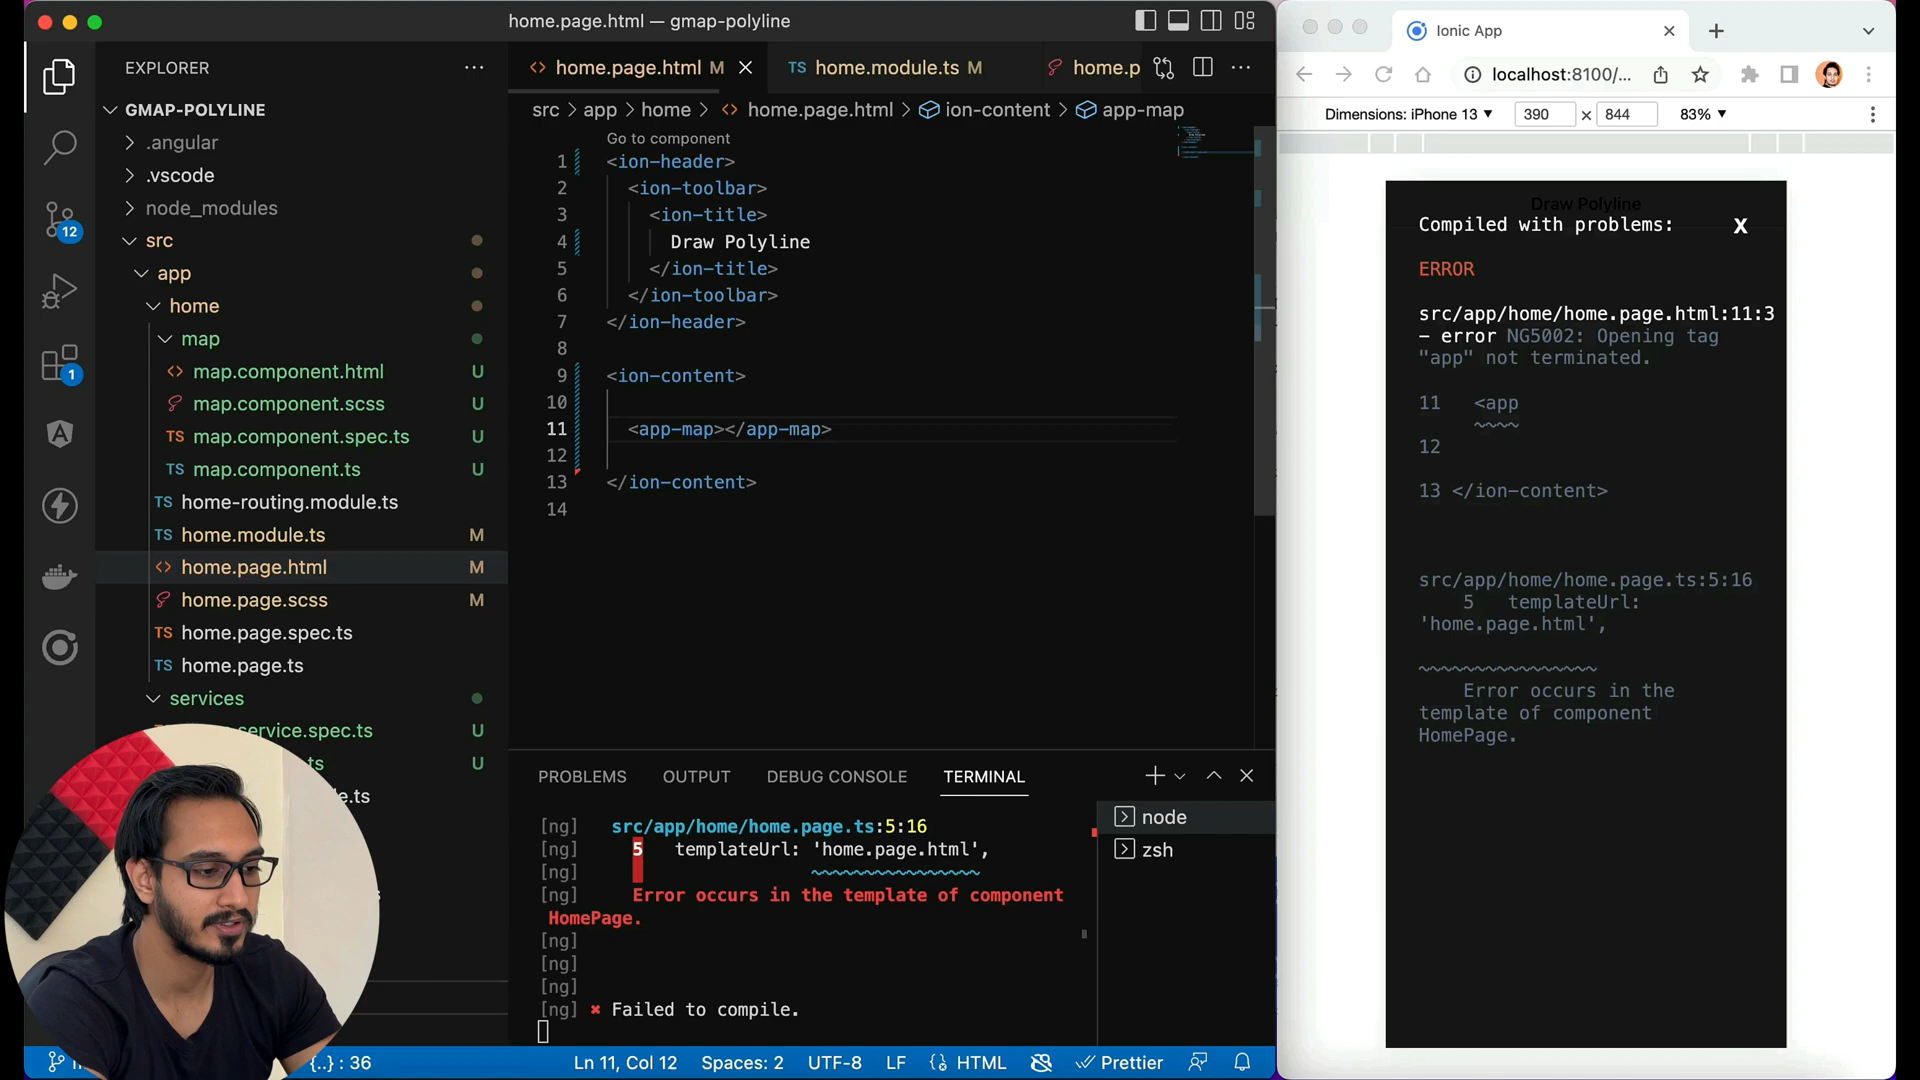 home.page.html — gmap-polyline
EXPLORER
GMAP-POLYLINE
.angular
.vscode
node_modules
src
app
home
map
map.component.html U
map.component.scss U
TS map.component.spec.ts U
TS map.component.ts U
TS home-routing.module.ts
TS home.module.ts M
home.page.html M
home.page.scss M
TS home.page.spec.ts
TS home.page.ts
services
service.spec.ts U
ts U
12
1
home.page.html M
TS home.module.ts M
home.p
src > app > home > home.page.html > ion-content > app-map
Go to component
1 <ion-header>
2 <ion-toolbar>
3 <ion-title>
4 Draw Polyline
5 </ion-title>
6 </ion-toolbar>
7 </ion-header>
8
9 <ion-content>
10
11 <app-map></app-map>
12
13 </ion-content>
14
PROBLEMS OUTPUT DEBUG CONSOLE TERMINAL
[ng] src/app/home/home.page.ts:5:16
[ng] 5 templateUrl: 'home.page.html',
[ng] ~~~~~~~~~~~~~~~~
[ng] Error occurs in the template of component
HomePage.
[ng]
[ng]
[ng]
[ng] ✖ Failed to compile.
node
zsh
{..} : 36
Ln 11, Col 12 Spaces: 2 UTF-8 LF HTML Prettier
Ionic App
localhost:8100/...
Dimensions: iPhone 13 ▼ 390 × 844 83% ▼
Draw Polyline
Compiled with problems: X
ERROR
src/app/home/home.page.html:11:3
– error NG5002: Opening tag
"app" not terminated.
11 <app
~~~~
12
13 </ion-content>
src/app/home/home.page.ts:5:16
5 templateUrl:
'home.page.html',
~~~~~~~~~~~~~~~~
Error occurs in the
template of component
HomePage.